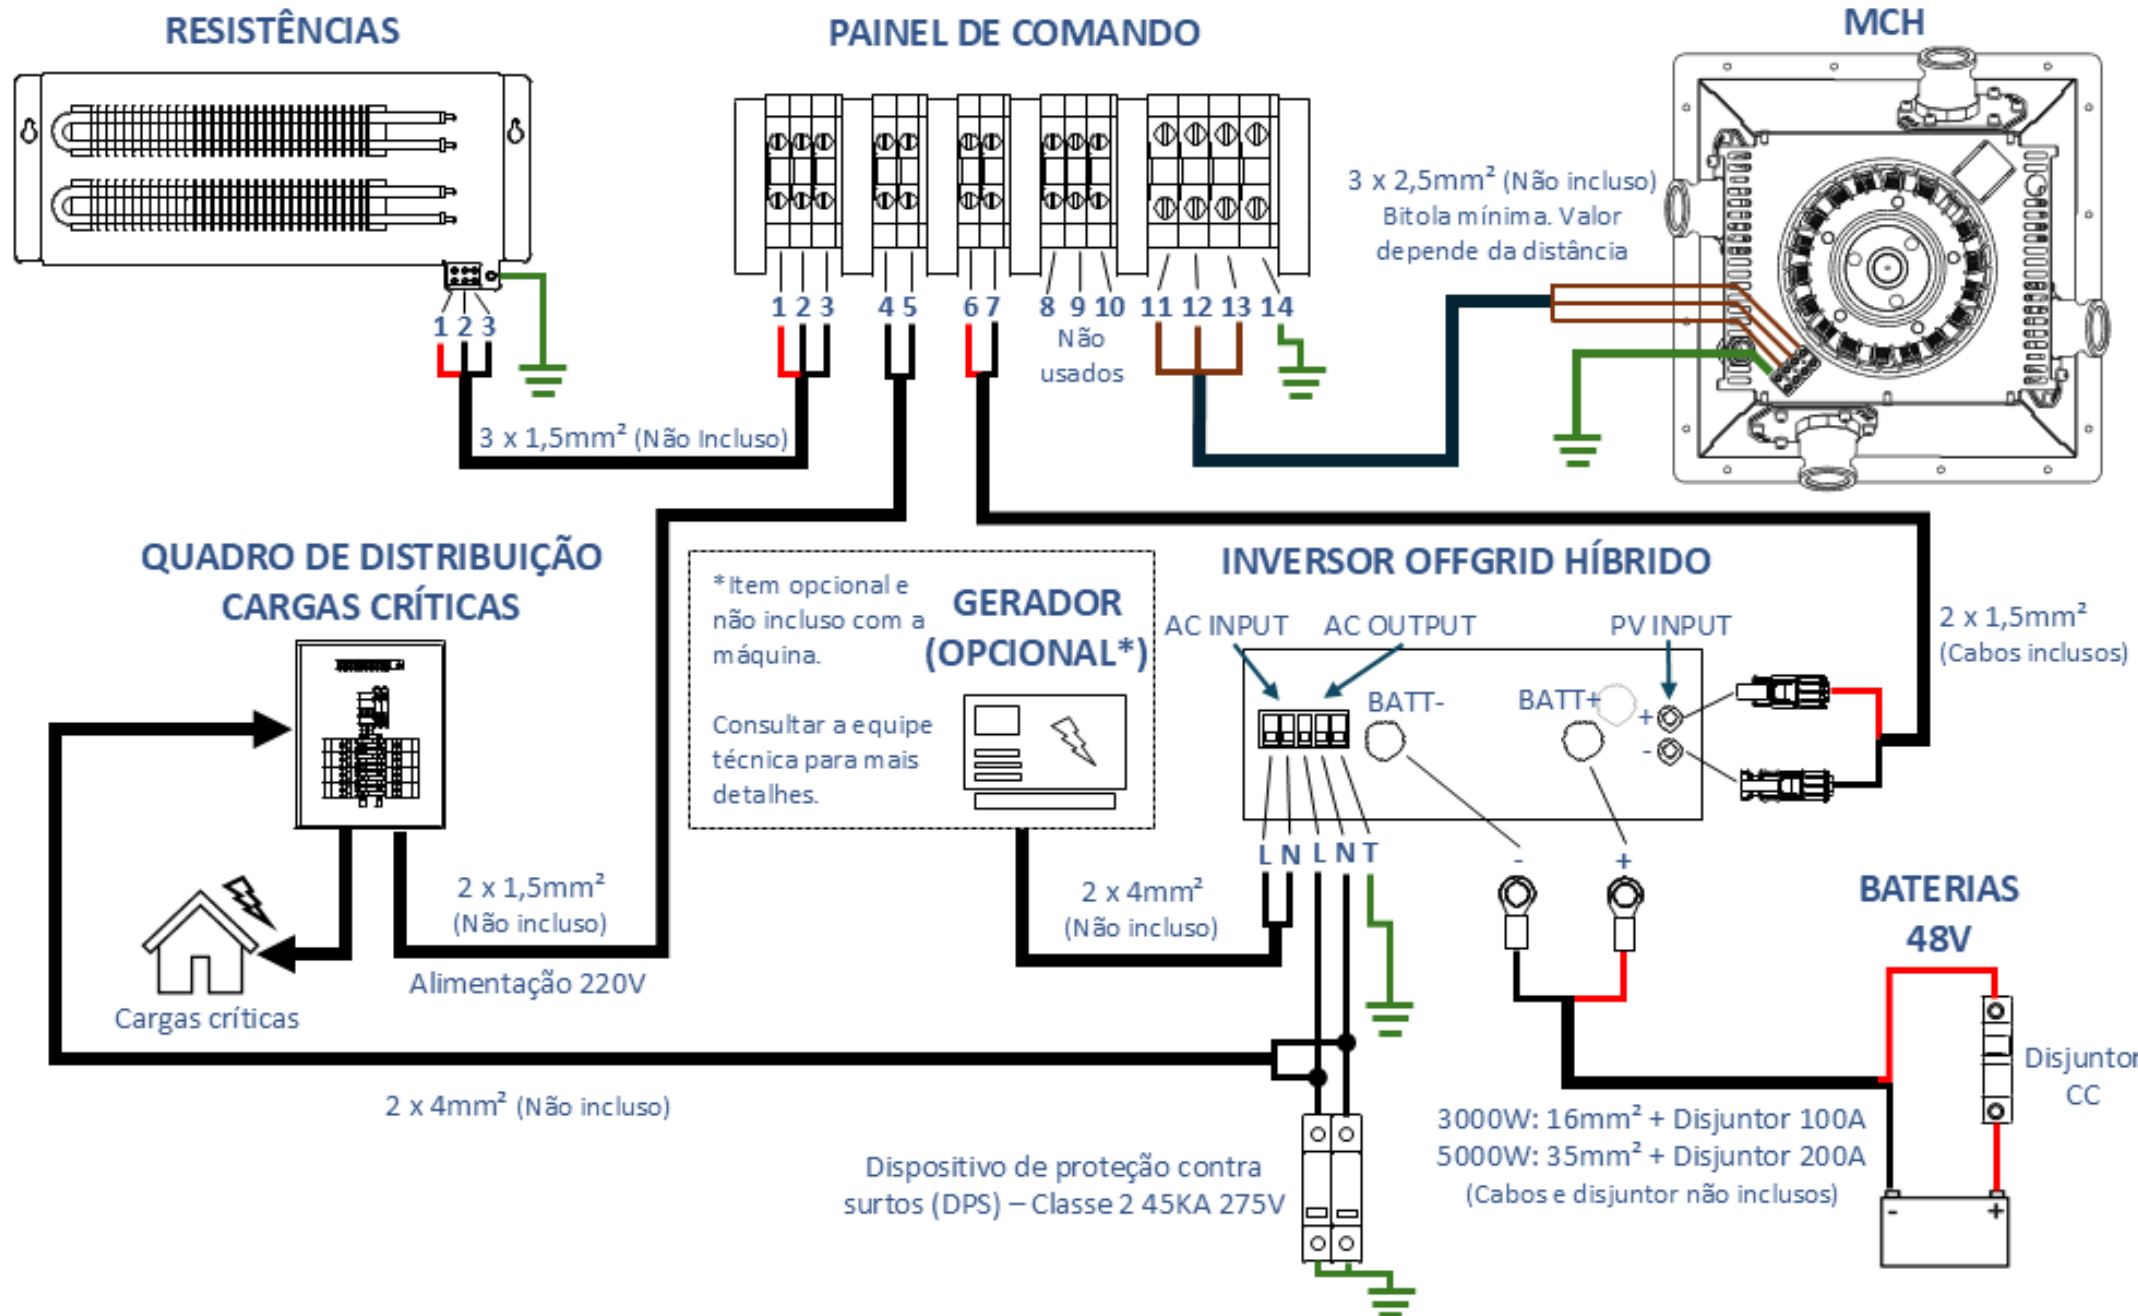 RESISTÊNCIAS
PAINEL DE COMANDO
MCH
3 x 2,5mm² (Não incluso)
Bitola mínima. Valor
depende da distância
1 2 3
1 2 3
4 5
6 7
8 9 10
11 12 13 14
Não
usados
3 x 1,5mm² (Não Incluso)
QUADRO DE DISTRIBUIÇÃO
CARGAS CRÍTICAS
*Item opcional e
não incluso com a
máquina.
Consultar a equipe
técnica para mais
detalhes.
GERADOR
(OPCIONAL*)
INVERSOR OFFGRID HÍBRIDO
AC INPUT
AC OUTPUT
PV INPUT
BATT-
BATT+
+
-
2 x 1,5mm²
(Cabos inclusos)
L N L N T
-
+
2 x 1,5mm²
(Não incluso)
Alimentação 220V
Cargas críticas
2 x 4mm²
(Não incluso)
BATERIAS
48V
Disjuntor
CC
2 x 4mm² (Não incluso)
3000W: 16mm² + Disjuntor 100A
5000W: 35mm² + Disjuntor 200A
(Cabos e disjuntor não inclusos)
Dispositivo de proteção contra
surtos (DPS) – Classe 2 45KA 275V
-
+